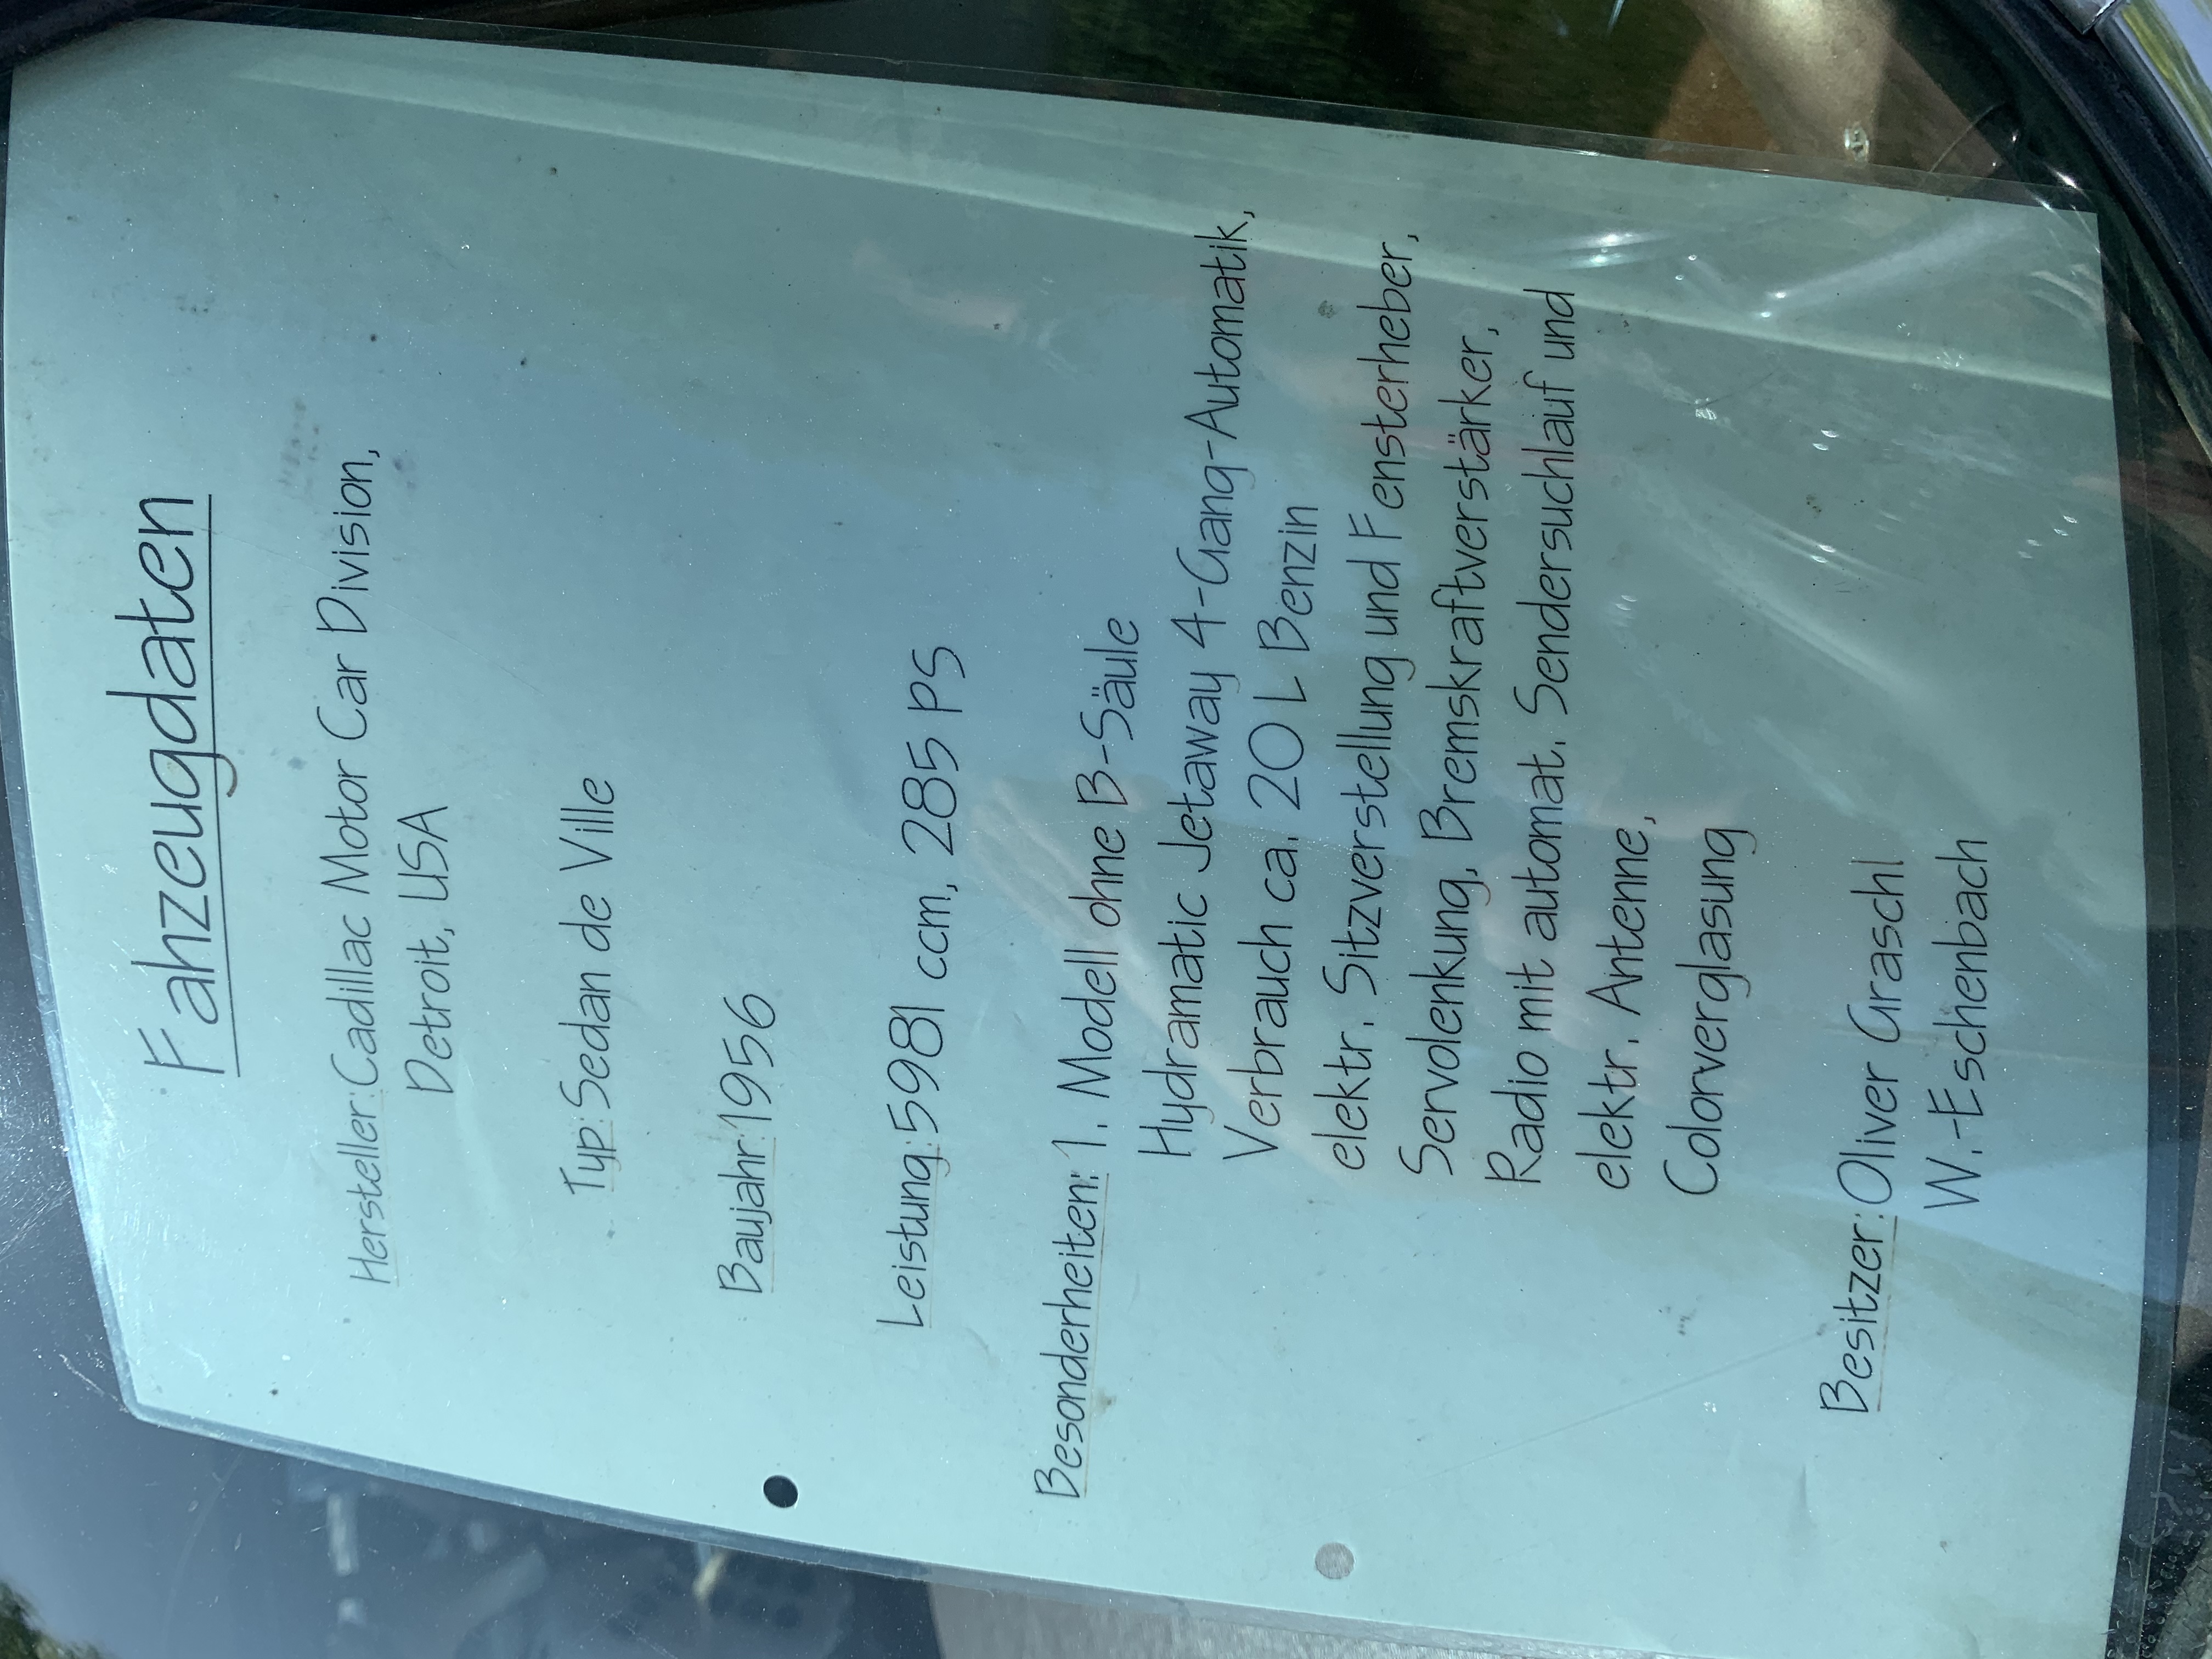 Fahrzeugdaten
Hersteller: Cadillac Motor Car Division,
Detroit, USA
Typ: Sedan de Ville
Baujahr: 1956
Leistung: 5981 ccm, 285 PS
Besonderheiten: 1. Modell ohne B-Säule
Hydramatic Jetaway 4-Gang-Automatik,
Verbrauch ca. 20 L Benzin
elektr. Sitzverstellung und Fensterheber,
Servolenkung, Bremskraftverstärker,
Radio mit automat. Sendersuchlauf und
elektr. Antenne,
Colorverglasung
Besitzer: Oliver Graschl
W.-Eschenbach